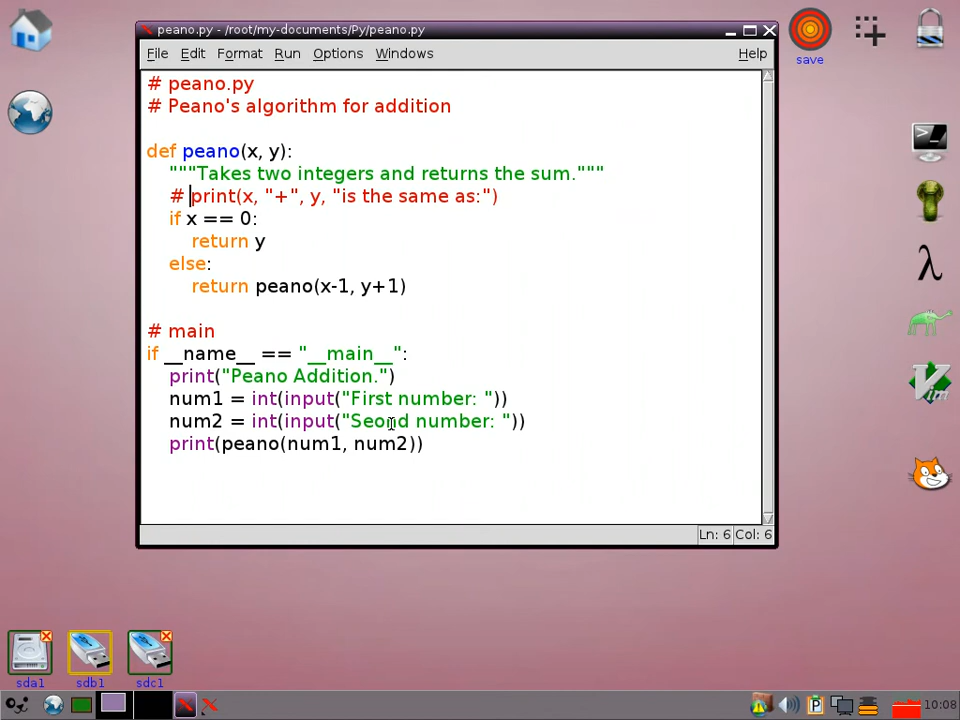 peano.py - /root/my-documents/Py/peano.py
save
File Edit Format Run Options Windows Help
# peano.py
# Peano's algorithm for addition
def peano(x, y):
"""Takes two integers and returns the sum."""
# print(x, "+", y, "is the same as:")
if x == 0:
return y
else:
return peano(x-1, y+1)
# main
if __name__ == "__main__":
print("Peano Addition.")
num1 = int(input("First number: "))
num2 = int(input("Seond number: "))
print(peano(num1, num2))
Ln: 6 Col: 6
>_
λ
Vim
sda1 sdb1 sdc1
10:08